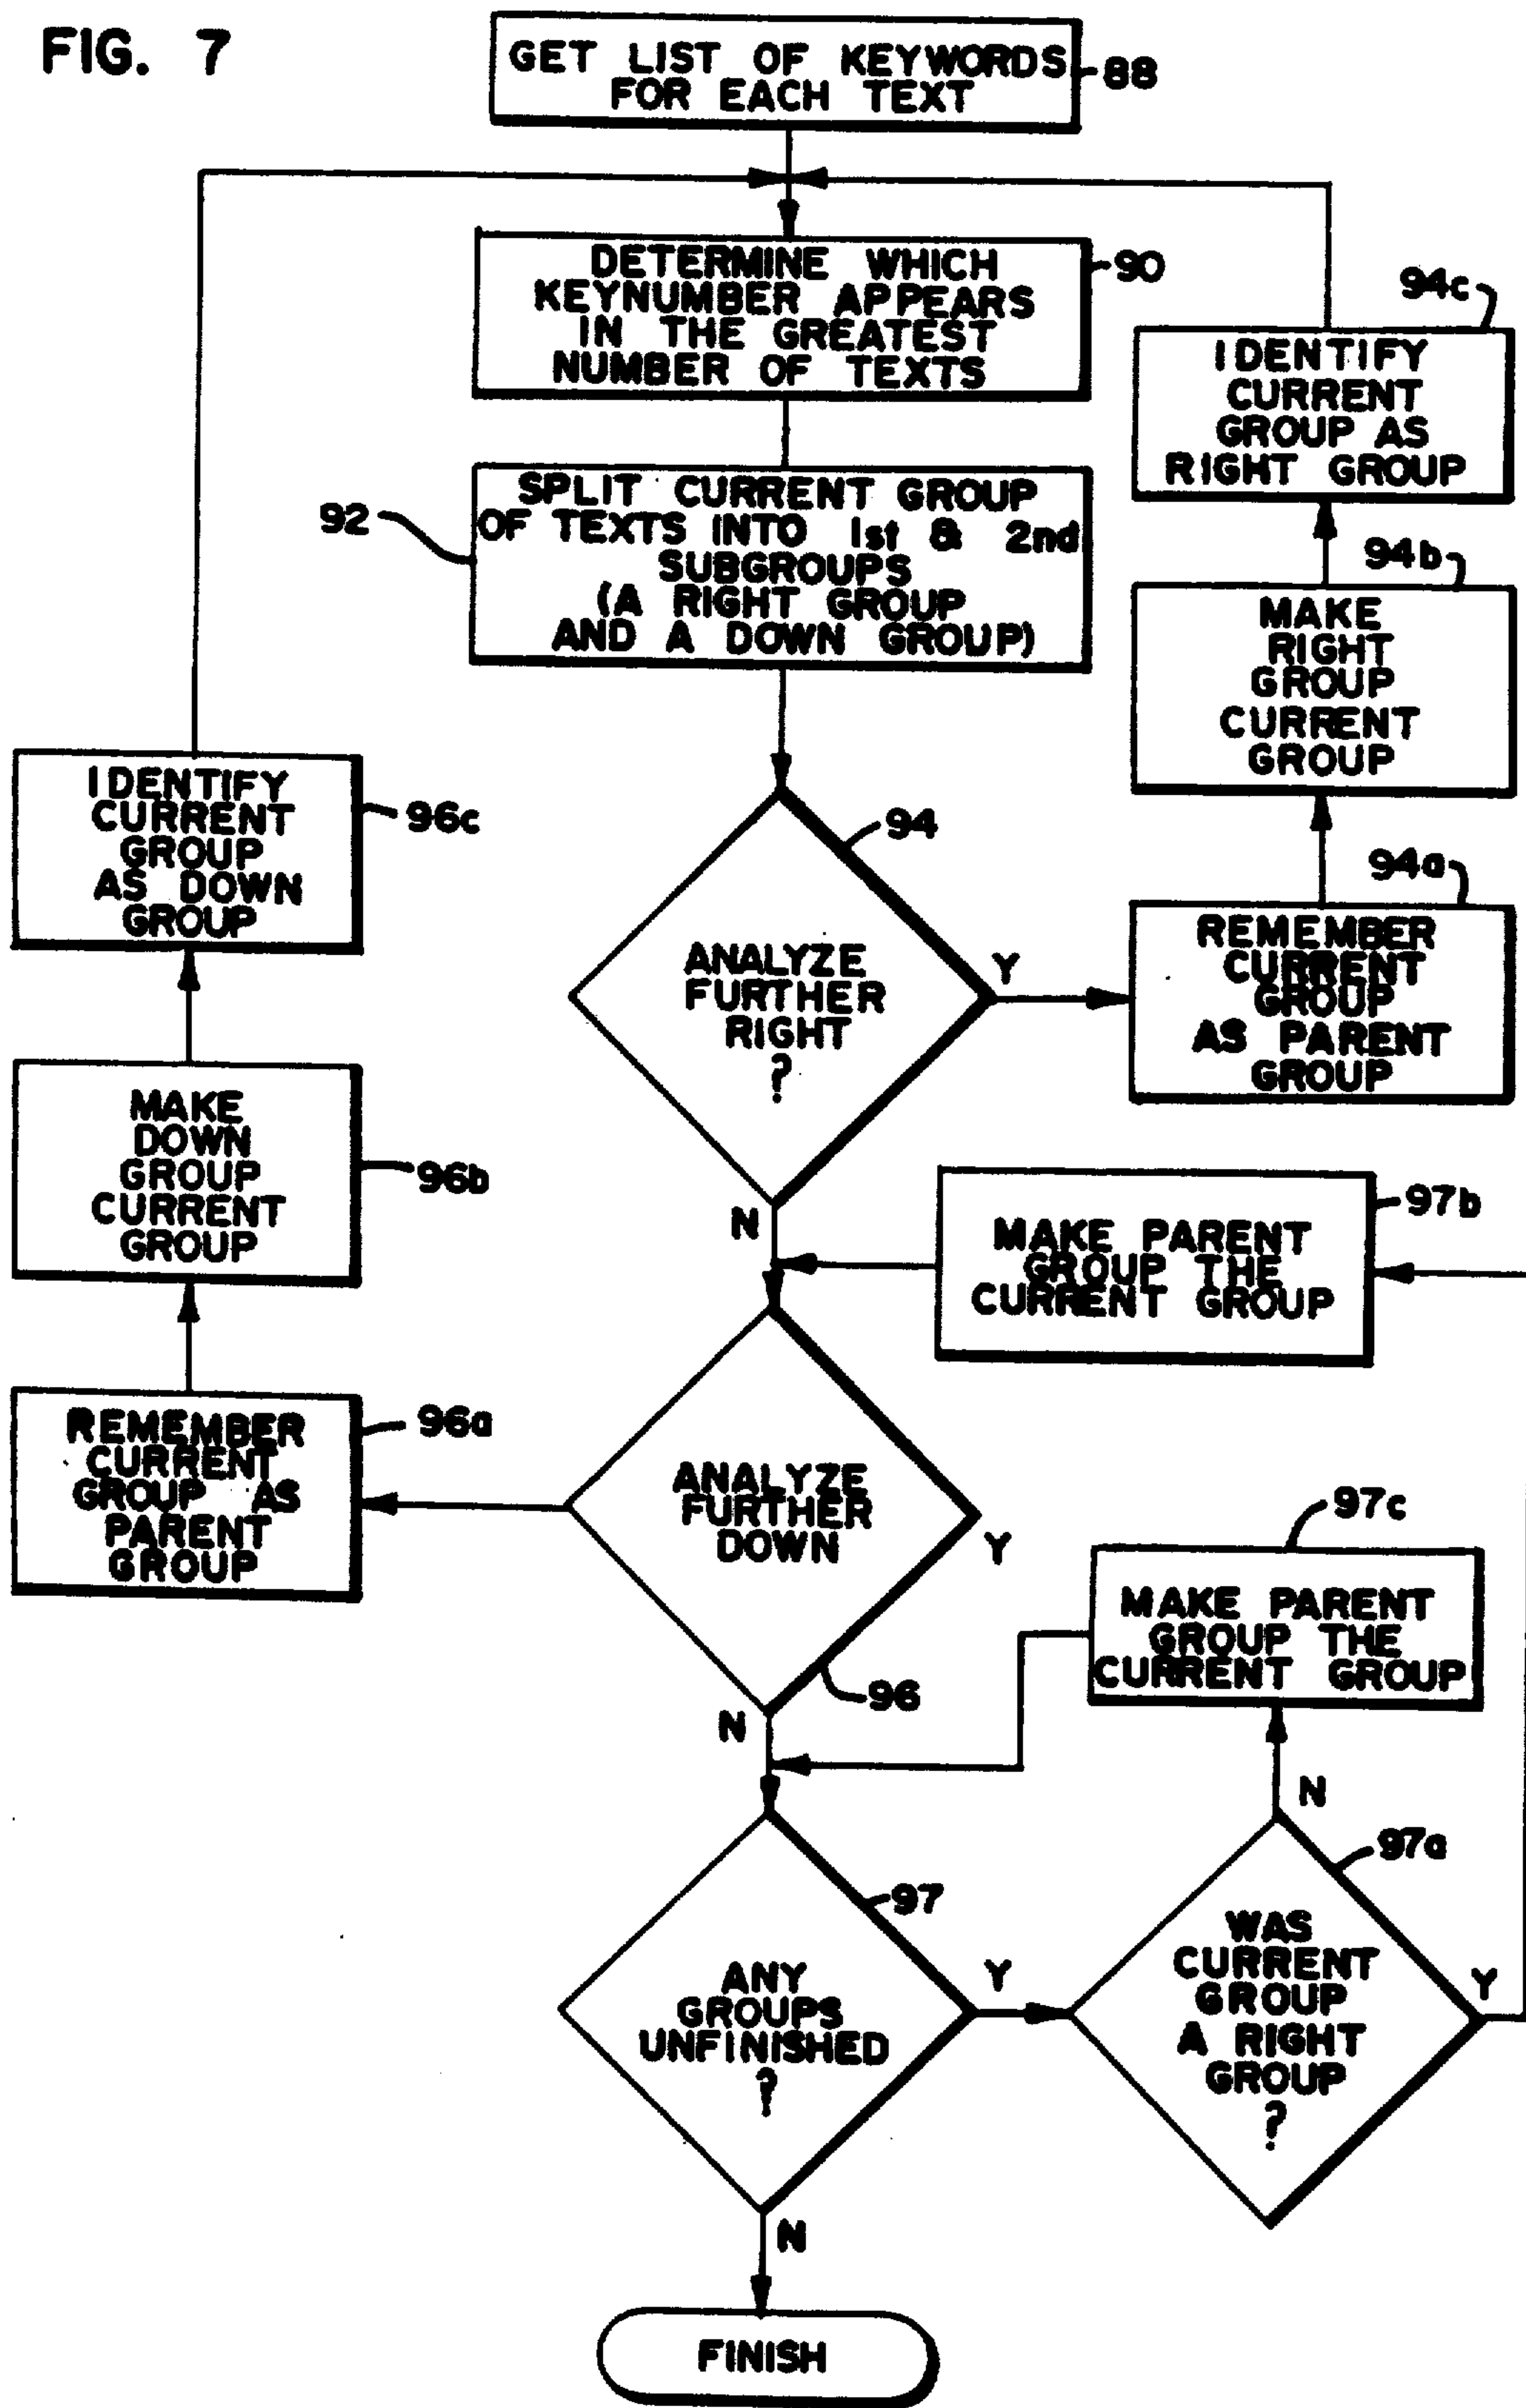 FIG. 7
GET LIST OF KEYWORDS
FOR EACH TEXT
88
DETERMINE WHICH
KEYNUMBER APPEARS
IN THE GREATEST
NUMBER OF TEXTS
90
SPLIT CURRENT GROUP
OF TEXTS INTO 1st & 2nd
SUBGROUPS
(A RIGHT GROUP
AND A DOWN GROUP)
92
94c
IDENTIFY
CURRENT
GROUP AS
RIGHT GROUP
94b
MAKE
RIGHT
GROUP
CURRENT
GROUP
94a
REMEMBER
CURRENT
GROUP
AS PARENT
GROUP
94
ANALYZE
FURTHER
RIGHT
?
Y
N
IDENTIFY
CURRENT
GROUP
AS DOWN
GROUP
96c
MAKE
DOWN
GROUP
CURRENT
GROUP
96b
REMEMBER
CURRENT
GROUP AS
PARENT
GROUP
96a
MAKE PARENT
GROUP THE
CURRENT GROUP
97b
ANALYZE
FURTHER
DOWN
Y
96
N
97c
MAKE PARENT
GROUP THE
CURRENT GROUP
N
97a
WAS
CURRENT
GROUP
A RIGHT
GROUP
?
Y
97
ANY
GROUPS
UNFINISHED
?
Y
N
FINISH